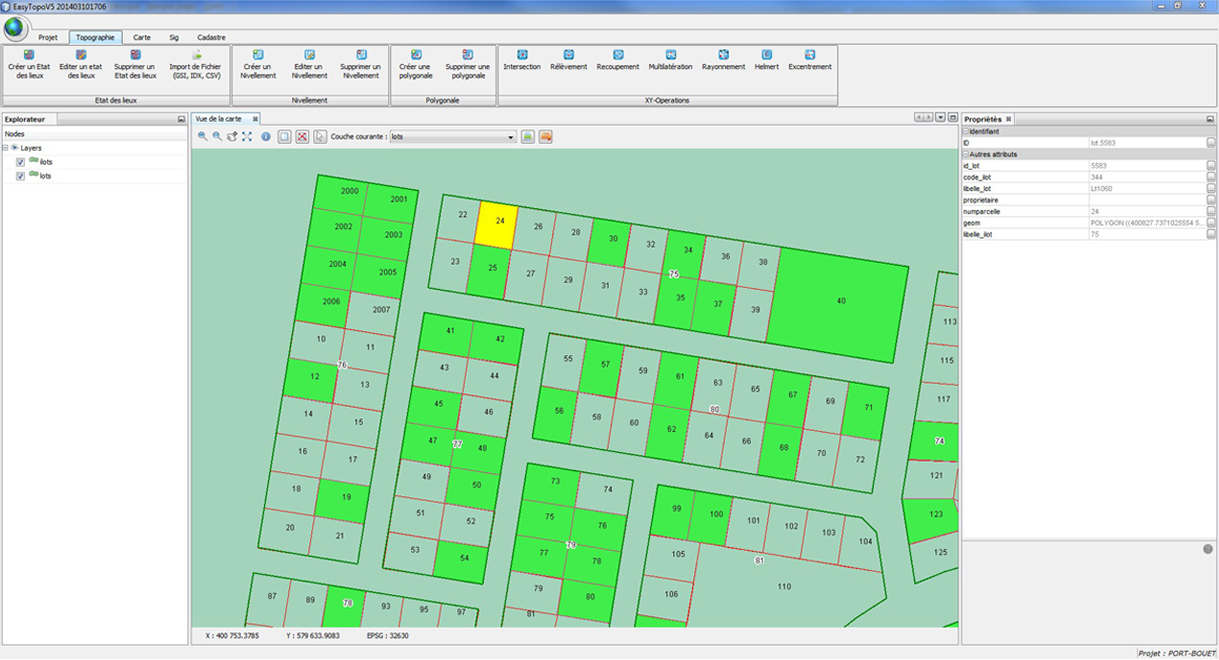 EasyTopoV5 201403101706
Projet Topographie Carte Sig Cadastre
Créer un Etat des lieux
Editer un etat des lieux
Supprimer un Etat des lieux
Import de Fichier (GSI, IDX, CSV)
Créer un Nivellement
Editer un Nivellement
Supprimer un Nivellement
Créer une polygonale
Supprimer une polygonale
Intersection
Rélèvement
Recoupement
Multilatération
Rayonnement
Helmert
Excentrement
Etat des lieux
Nivellement
Polygonale
XY-Operations
Explorateur
Nodes
Layers
ilots
lots
Vue de la carte
Couche courante : lots
2000 2001
2002 2003
2004 2005
2006 2007
10 11
76
12 13
14 15
16 17
18 19
20 21
22 24 26 28 30 32 34 36 38
75
40
23 25 27 29 31 33 35 37 39
41 42
43 44
45 46
47 77 48
49 50
51 52
53 54
55 57 59 61 63 65 67 69 71
80
56 58 60 62 64 66 68 70 72
73 74
75 76
79
77 78
79 80
81
99 100 101 102 103 104
81
105
106
110
113
115
117
74
121
123
125
87 89 78 93 95 97
X : 400 753.3785 Y : 579 633.9083 EPSG : 32630
Propriétés
Identifiant
ID lot.5583
Autres attributs
id_lot 5583
code_ilot 344
libelle_lot Lt1060
proprietaire
numparcelle 24
geom POLYGON ((400827.7371025554 5...
libelle_ilot 75
Projet : PORT-BOUET